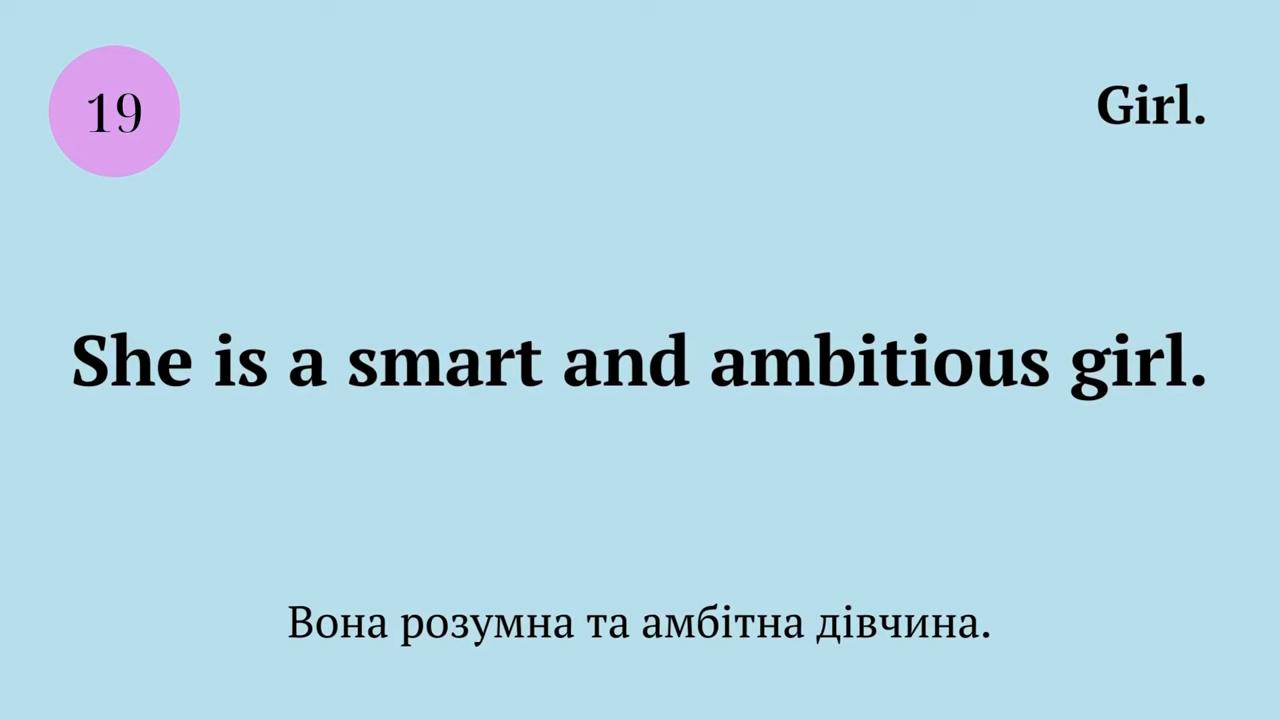 19
Girl.
She is a smart and ambitious girl.
Вона розумна та амбітна дівчина.